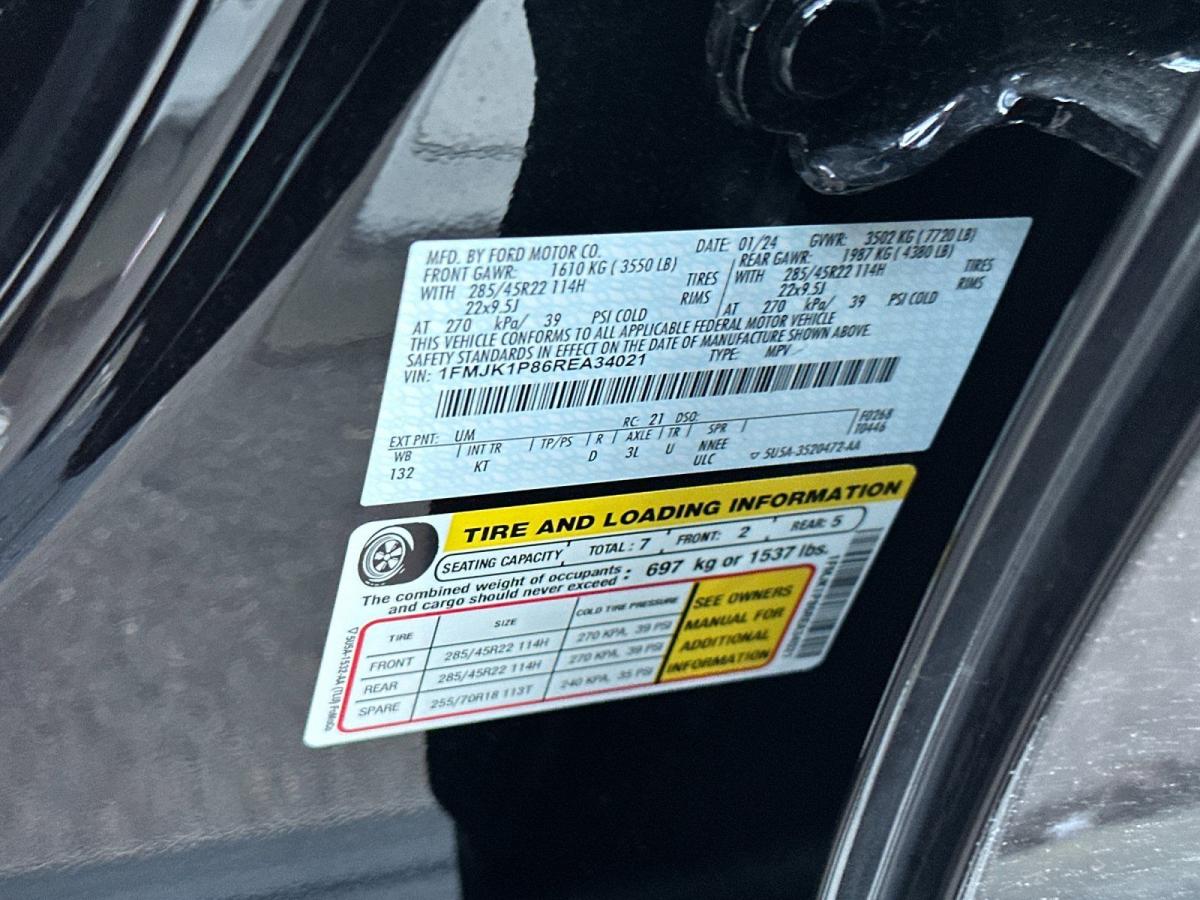 MFD. BY FORD MOTOR CO. DATE: 01/24 GVWR: 3502 KG ( 7720 LB)
FRONT GAWR: 1610 KG ( 3550 LB) REAR GAWR: 1987 KG ( 4380 LB)
WITH 285/45R22 114H TIRES WITH 285/45R22 114H TIRES
22x9.5J RIMS 22x9.5J RIMS
AT 270 kPa/ 39 PSI COLD AT 270 kPa/ 39 PSI COLD
THIS VEHICLE CONFORMS TO ALL APPLICABLE FEDERAL MOTOR VEHICLE
SAFETY STANDARDS IN EFFECT ON THE DATE OF MANUFACTURE SHOWN ABOVE.
VIN: 1FMJK1P86REA34021 TYPE: MPV
EXT PNT: UM RC: 21 DSO: F0268
WB INT TR TP/PS R AXLE TR SPR T0446
132 KT D 3L U NNEE 5U5A-3520472-AA
ULC
TIRE AND LOADING INFORMATION
SEATING CAPACITY TOTAL : 7 FRONT: 2 REAR: 5
The combined weight of occupants and cargo should never exceed : 697 kg or 1537 lbs.
TIRE SIZE COLD TIRE PRESSURE
FRONT 285/45R22 114H 270 KPA, 39 PSI
REAR 285/45R22 114H 270 KPA, 39 PSI
SPARE 255/70R18 113T 240 KPA, 35 PSI
SEE OWNERS
MANUAL FOR
ADDITIONAL
INFORMATION